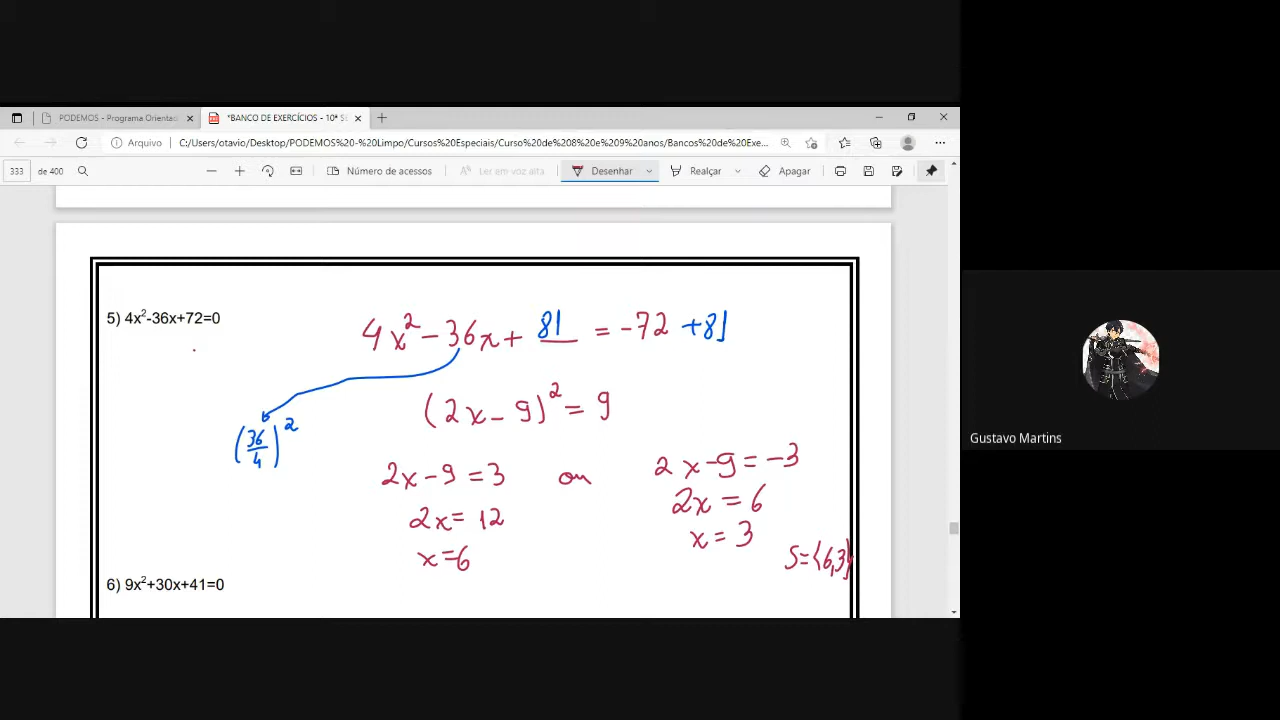 PODEMOS - Programa Orientad
*BANCO DE EXERCÍCIOS - 10ª SE
Arquivo | C:/Users/otavio/Desktop/PODEMOS%20-%20Limpo/Cursos%20Especiais/Curso%20de%208%20e%209%20anos/Bancos%20de%20Exe...
333 de 400
Número de acessos
Ler em voz alta
Desenhar
Realçar
Apagar
5) 4x²-36x+72=0
4x² - 36x + 81 = -72 +81
(2x - 9)² = 9
(36/4)²
2x - 9 = 3 ou 2x - 9 = -3
2x = 12 2x = 6
x = 6 x = 3
S={6,3}
6) 9x²+30x+41=0
Gustavo Martins